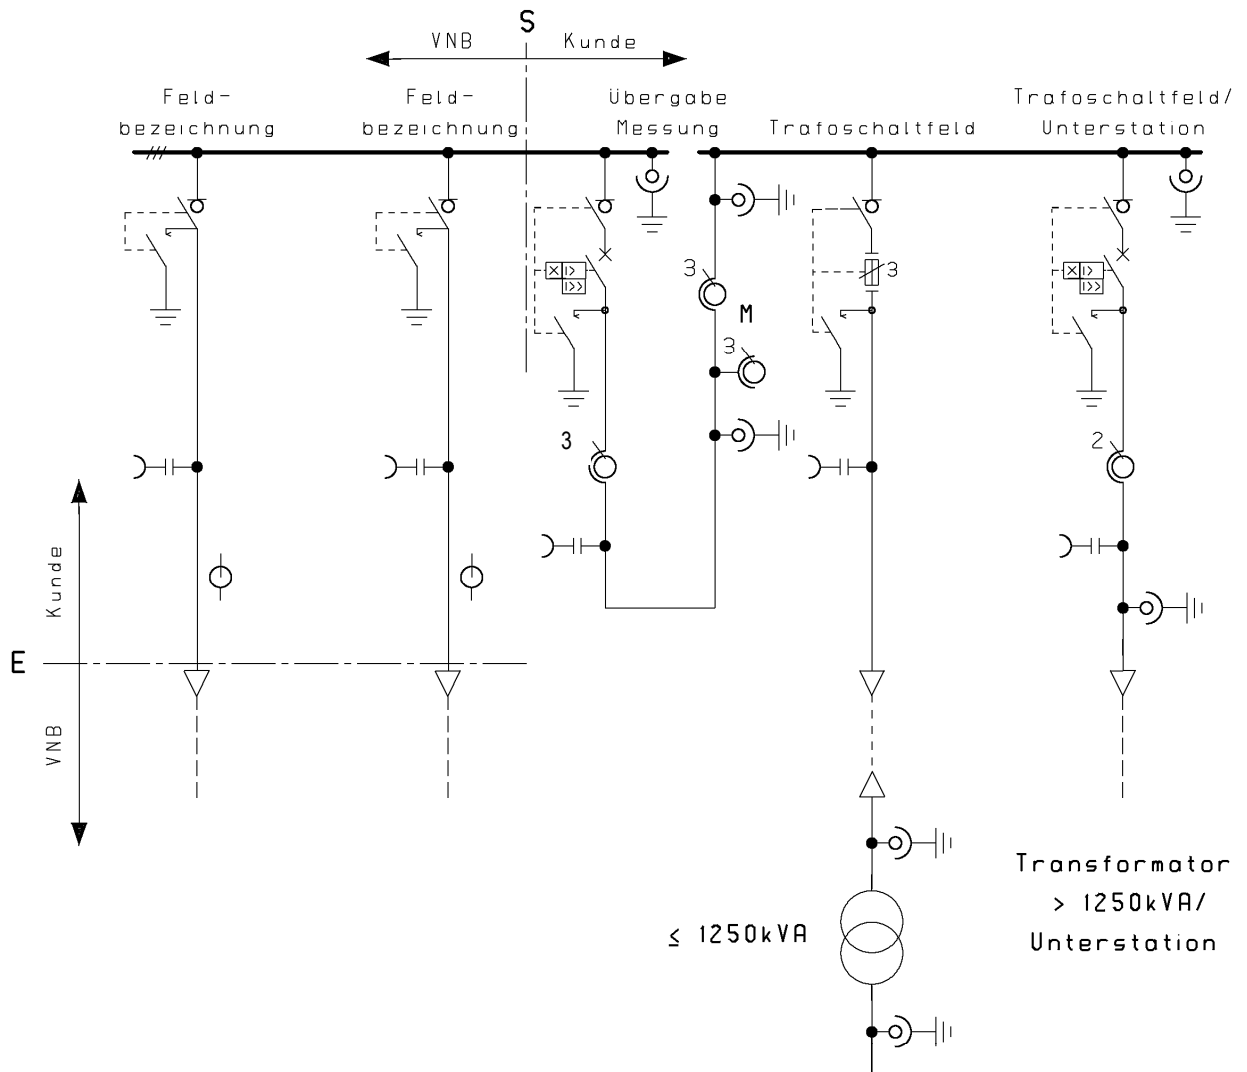 S
VNB
Kunde
Feld-
bezeichnung
Feld-
bezeichnung
Übergabe
Messung
Trafoschaltfeld
Trafoschaltfeld/
Unterstation
3
M
3
3
3
2
X I>
I>>
X I>
I>>
Kunde
E
VNB
≤ 1250kVA
Transformator
> 1250kVA/
Unterstation